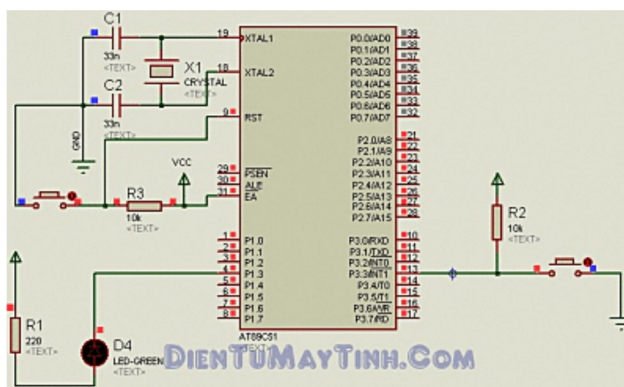 C1
33n
<TEXT>
X1
CRYSTAL
<TEXT>
C2
33n
<TEXT>
GND
VCC
R3
10k
<TEXT>
R1
220
<TEXT>
D4
LED-GREEN
<TEXT>
19 XTAL1
18 XTAL2
9 RST
29 PSEN
30 ALE
31 EA
1 P1.0
2 P1.1
3 P1.2
4 P1.3
5 P1.4
6 P1.5
7 P1.6
8 P1.7
P0.0/AD0 39
P0.1/AD1 38
P0.2/AD2 37
P0.3/AD3 36
P0.4/AD4 35
P0.5/AD5 34
P0.6/AD6 33
P0.7/AD7 32
P2.0/A8 21
P2.1/A9 22
P2.2/A10 23
P2.3/A11 24
P2.4/A12 25
P2.5/A13 26
P2.6/A14 27
P2.7/A15 28
P3.0/RXD 10
P3.1/TXD 11
P3.2/INT0 12
P3.3/INT1 13
P3.4/T0 14
P3.5/T1 15
P3.6/WR 16
P3.7/RD 17
AT89C51
<TEXT>
R2
10k
<TEXT>
DienTuMayTinh.Com